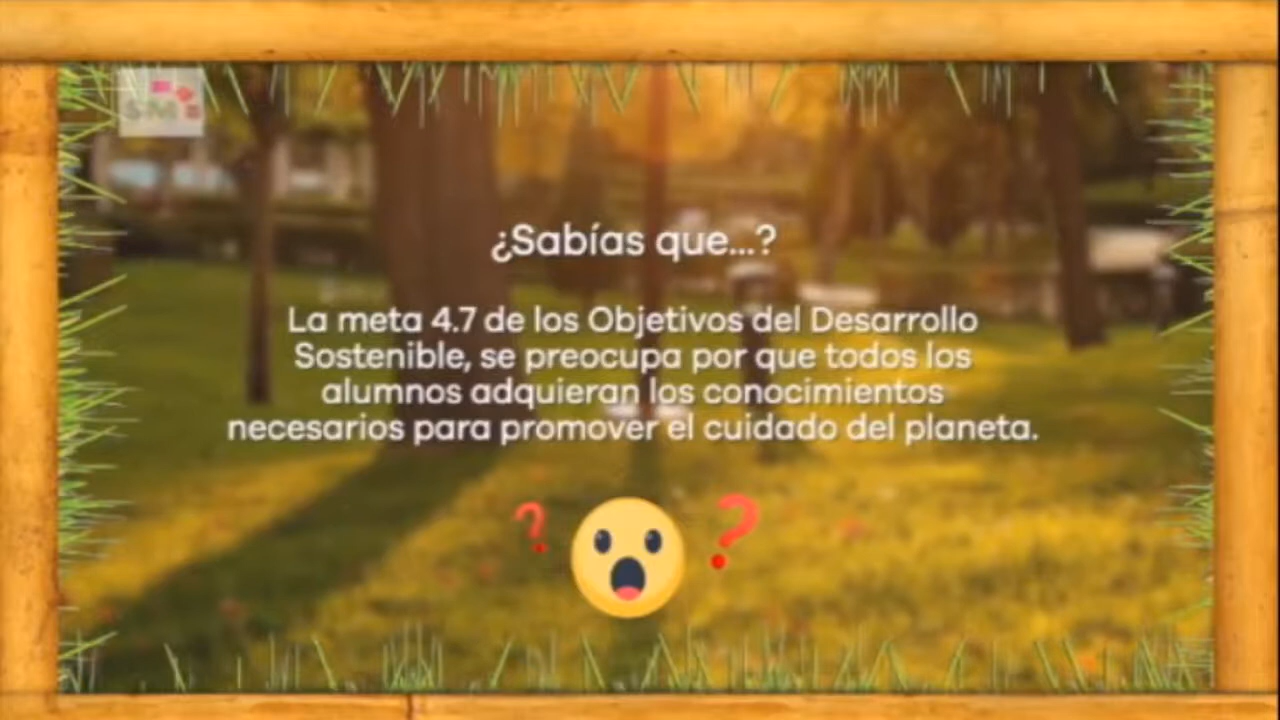 SM
¿Sabías que...?
La meta 4.7 de los Objetivos del Desarrollo
Sostenible, se preocupa por que todos los
alumnos adquieran los conocimientos
necesarios para promover el cuidado del planeta.
? ?